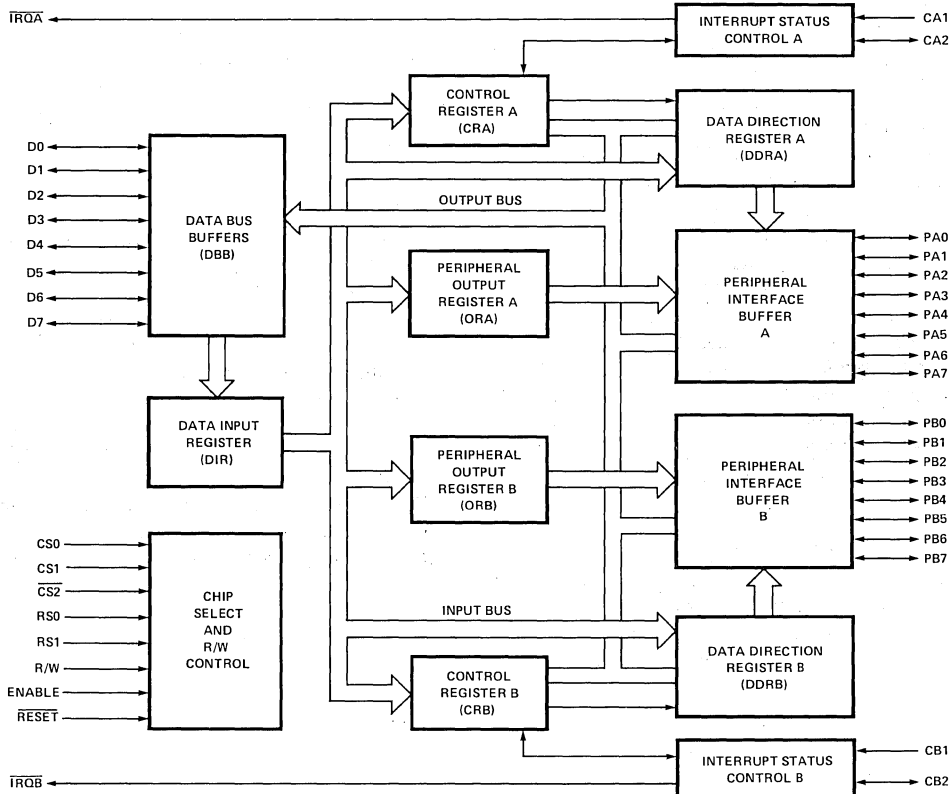 IRQA
INTERRUPT STATUS
CONTROL A
CA1
CA2
CONTROL
REGISTER A
(CRA)
DATA DIRECTION
REGISTER A
(DDRA)
D0
D1
D2
D3
D4
D5
D6
D7
DATA BUS
BUFFERS
(DBB)
OUTPUT BUS
PERIPHERAL
OUTPUT
REGISTER A
(ORA)
PERIPHERAL
INTERFACE
BUFFER
A
PA0
PA1
PA2
PA3
PA4
PA5
PA6
PA7
DATA INPUT
REGISTER
(DIR)
PERIPHERAL
OUTPUT
REGISTER B
(ORB)
PERIPHERAL
INTERFACE
BUFFER
B
PB0
PB1
PB2
PB3
PB4
PB5
PB6
PB7
CS0
CS1
CS2
RS0
RS1
R/W
ENABLE
RESET
CHIP
SELECT
AND
R/W
CONTROL
INPUT BUS
CONTROL
REGISTER B
(CRB)
DATA DIRECTION
REGISTER B
(DDRB)
IRQB
INTERRUPT STATUS
CONTROL B
CB1
CB2